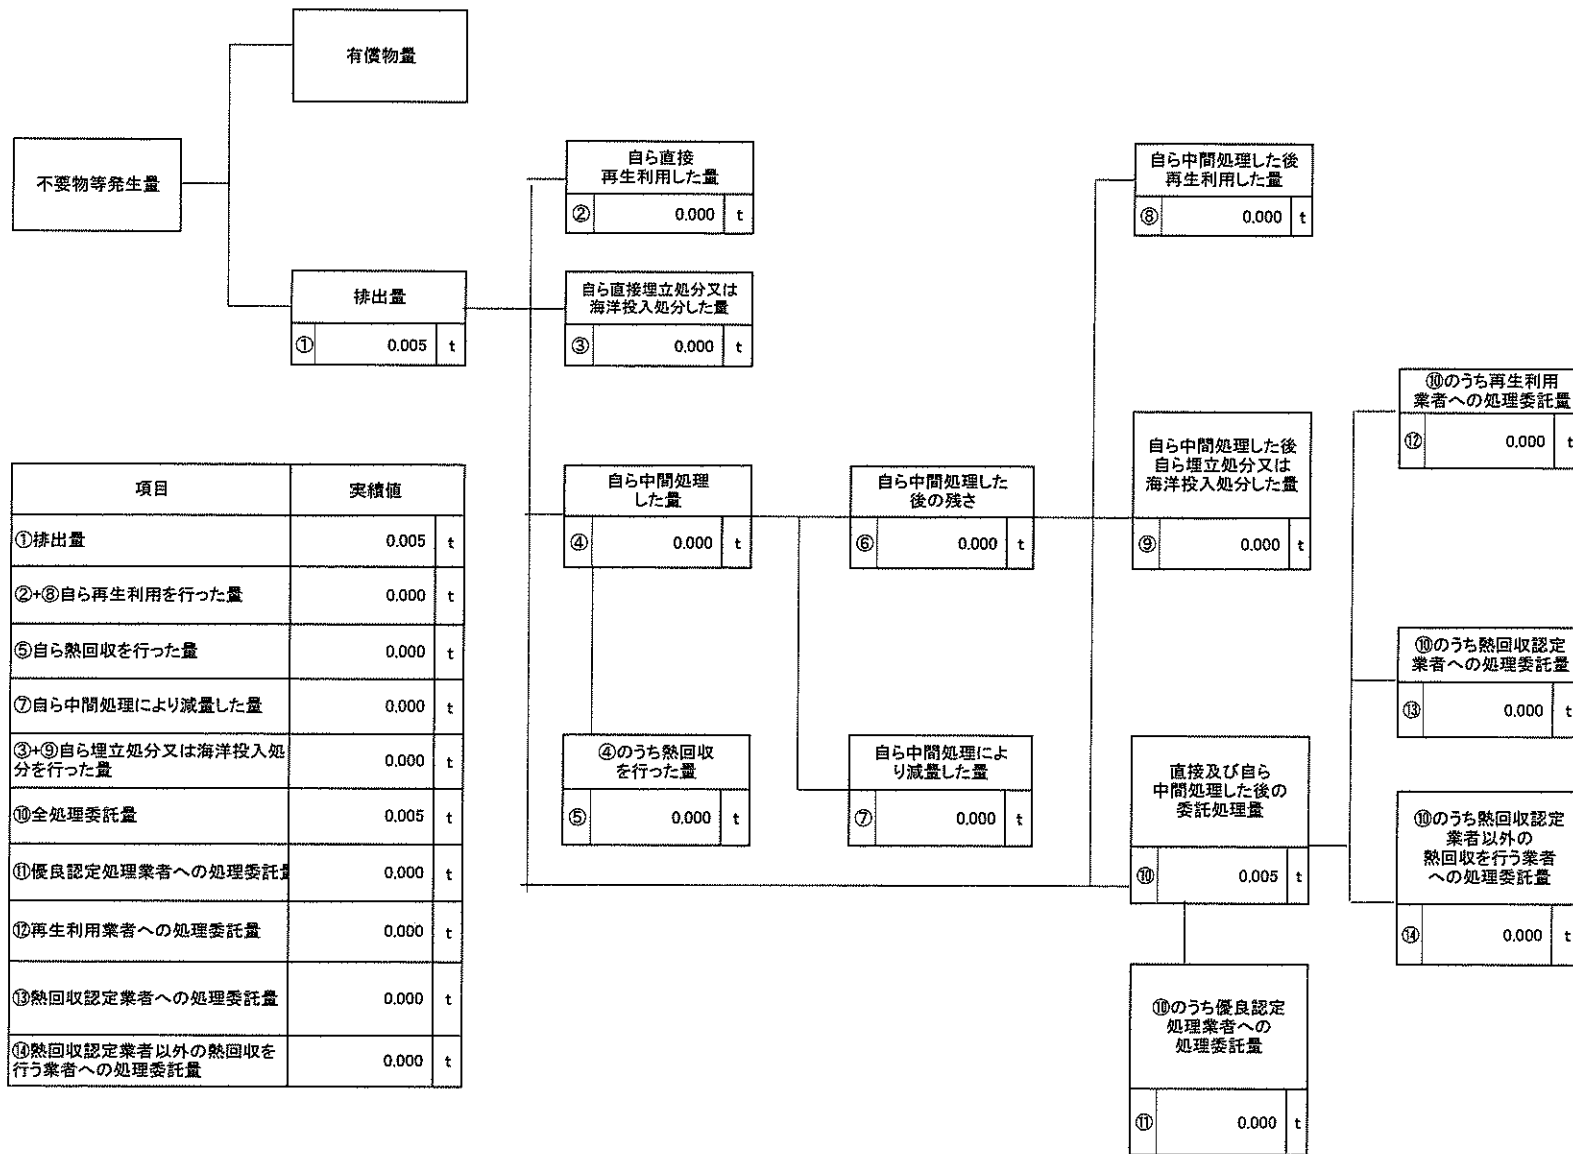 有償物量
不要物等発生量
排出量
① 0.005 t
自ら直接
再生利用した量
② 0.000 t
自ら直接埋立処分又は
海洋投入処分した量
③ 0.000 t
自ら中間処理
した量
④ 0.000 t
④のうち熱回収
を行った量
⑤ 0.000 t
自ら中間処理した
後の残さ
⑥ 0.000 t
自ら中間処理によ
り減量した量
⑦ 0.000 t
自ら中間処理した後
再生利用した量
⑧ 0.000 t
自ら中間処理した後
自ら埋立処分又は
海洋投入処分した量
⑨ 0.000 t
直接及び自ら
中間処理した後の
委託処理量
⑩ 0.005 t
⑩のうち優良認定
処理業者への
処理委託量
⑪ 0.000 t
⑩のうち再生利用
業者への処理委託量
⑫ 0.000 t
⑩のうち熱回収認定
業者への処理委託量
⑬ 0.000 t
⑩のうち熱回収認定
業者以外の
熱回収を行う業者
への処理委託量
⑭ 0.000 t
項目 実績値
①排出量 0.005 t
②+⑧自ら再生利用を行った量 0.000 t
⑤自ら熱回収を行った量 0.000 t
⑦自ら中間処理により減量した量 0.000 t
③+⑨自ら埋立処分又は海洋投入処
分を行った量 0.000 t
⑩全処理委託量 0.005 t
⑪優良認定処理業者への処理委託量 0.000 t
⑫再生利用業者への処理委託量 0.000 t
⑬熱回収認定業者への処理委託量 0.000 t
⑭熱回収認定業者以外の熱回収を
行う業者への処理委託量 0.000 t